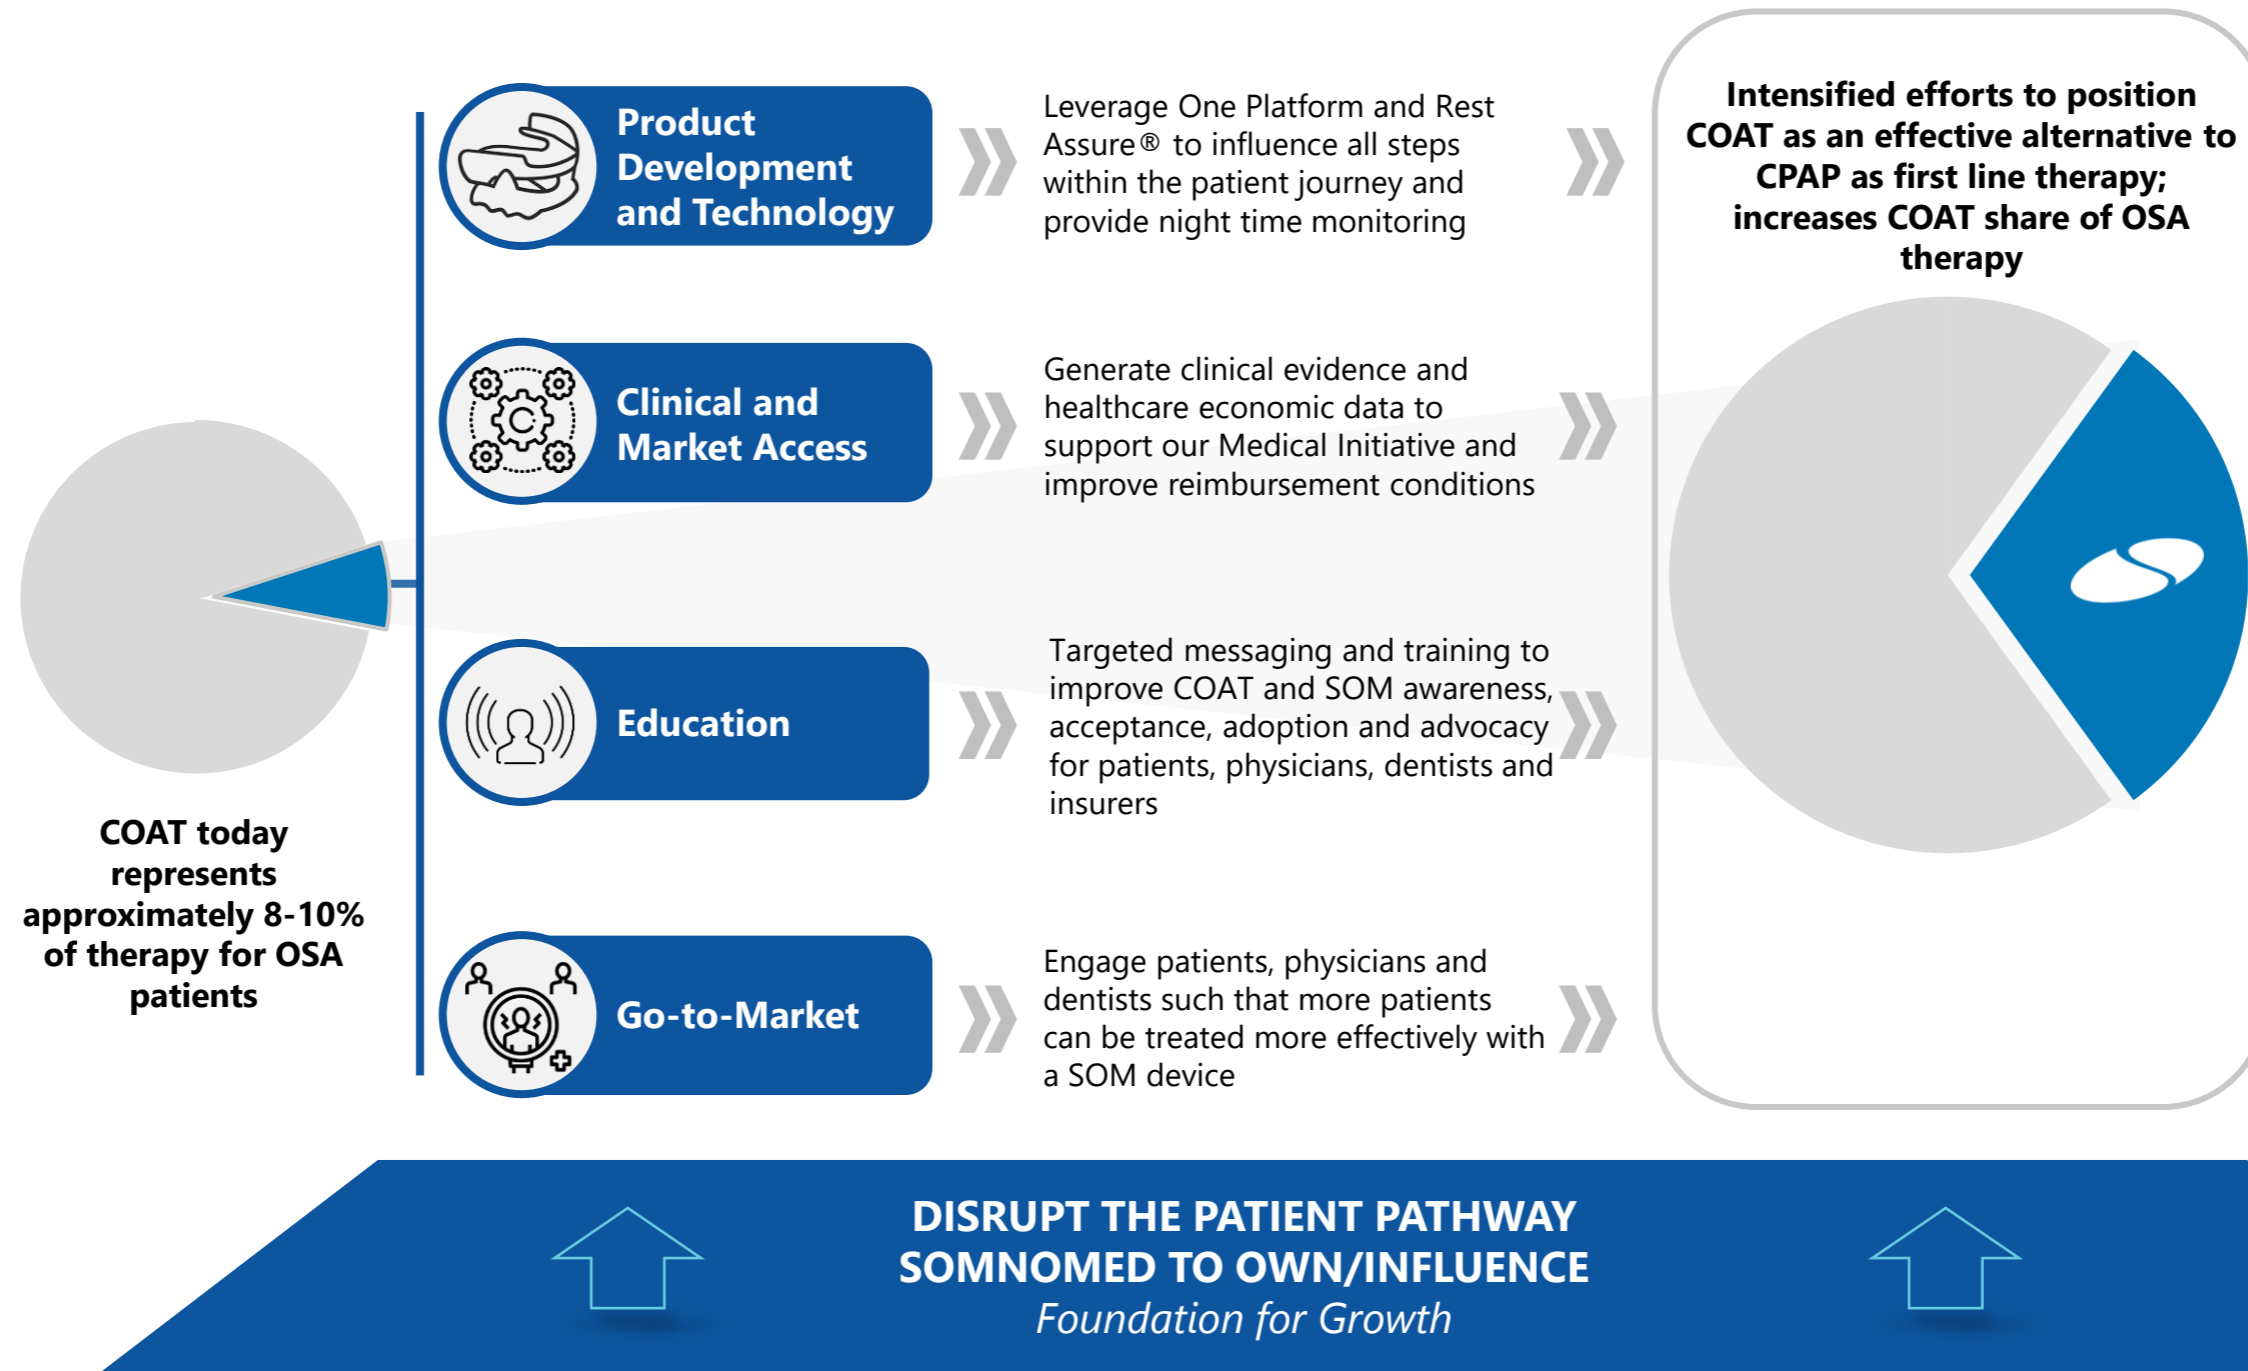 COAT today
represents
approximately 8-10%
of therapy for OSA
patients
Product
Development
and Technology
Leverage One Platform and Rest
Assure® to influence all steps
within the patient journey and
provide night time monitoring
Clinical and
Market Access
Generate clinical evidence and
healthcare economic data to
support our Medical Initiative and
improve reimbursement conditions
Education
Targeted messaging and training to
improve COAT and SOM awareness,
acceptance, adoption and advocacy
for patients, physicians, dentists and
insurers
Go-to-Market
Engage patients, physicians and
dentists such that more patients
can be treated more effectively with
a SOM device
Intensified efforts to position
COAT as an effective alternative to
CPAP as first line therapy;
increases COAT share of OSA
therapy
DISRUPT THE PATIENT PATHWAY
SOMNOMED TO OWN/INFLUENCE
Foundation for Growth